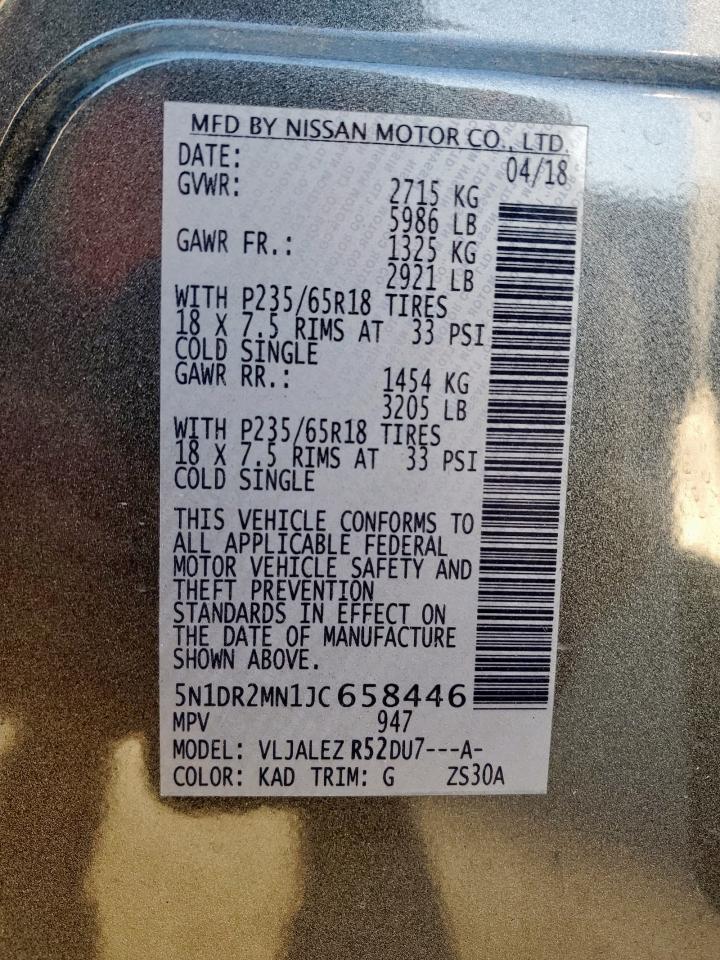 MFD BY NISSAN MOTOR CO., LTD.
DATE: 04/18
GVWR: 2715 KG
5986 LB
GAWR FR.: 1325 KG
2921 LB
WITH P235/65R18 TIRES
18 X 7.5 RIMS AT 33 PSI
COLD SINGLE
GAWR RR.: 1454 KG
3205 LB
WITH P235/65R18 TIRES
18 X 7.5 RIMS AT 33 PSI
COLD SINGLE
THIS VEHICLE CONFORMS TO
ALL APPLICABLE FEDERAL
MOTOR VEHICLE SAFETY AND
THEFT PREVENTION
STANDARDS IN EFFECT ON
THE DATE OF MANUFACTURE
SHOWN ABOVE.
5N1DR2MN1JC658446
MPV 947
MODEL: VLJALEZ R52DU7---A-
COLOR: KAD TRIM: G ZS30A